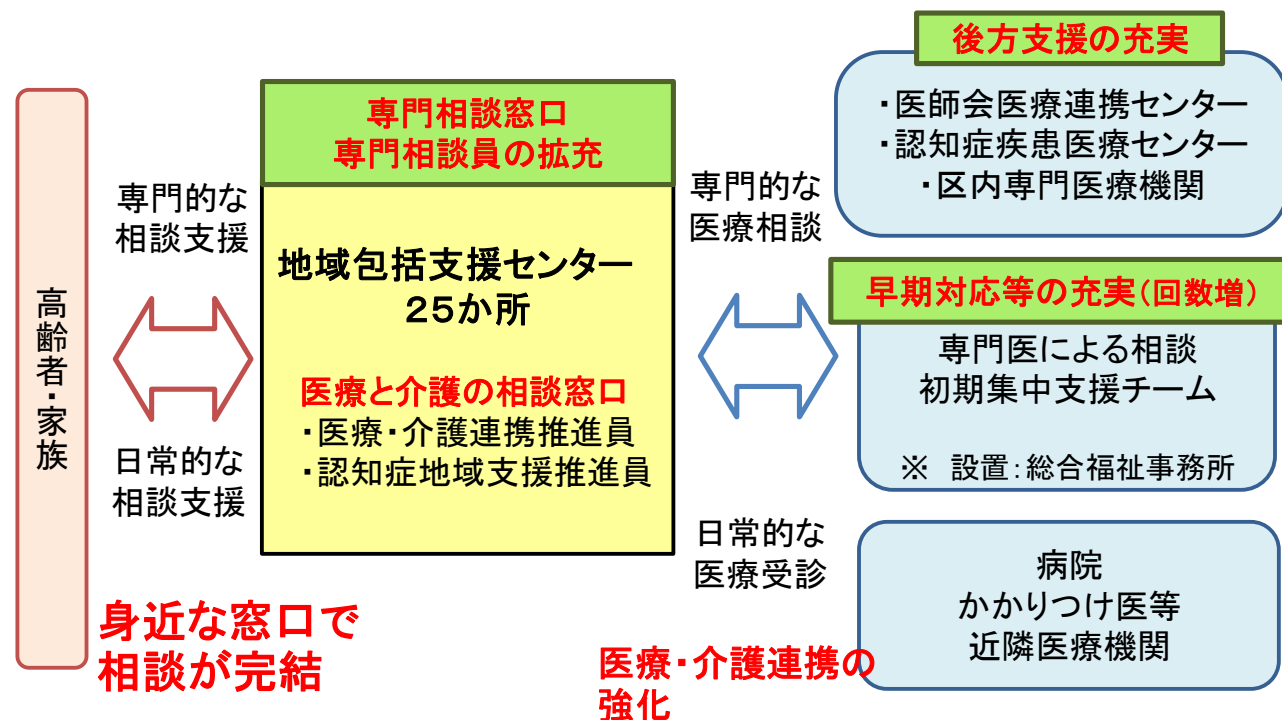 高齢者・家族
専門的な
相談支援
日常的な
相談支援
身近な窓口で
相談が完結
専門相談窓口
専門相談員の拡充
地域包括支援センター
25か所
医療と介護の相談窓口
・医療・介護連携推進員
・認知症地域支援推進員
専門的な
医療相談
日常的な
医療受診
医療・介護連携の
強化
後方支援の充実
・医師会医療連携センター
・認知症疾患医療センター
・区内専門医療機関
早期対応等の充実(回数増)
専門医による相談
初期集中支援チーム
※ 設置:総合福祉事務所
病院
かかりつけ医等
近隣医療機関